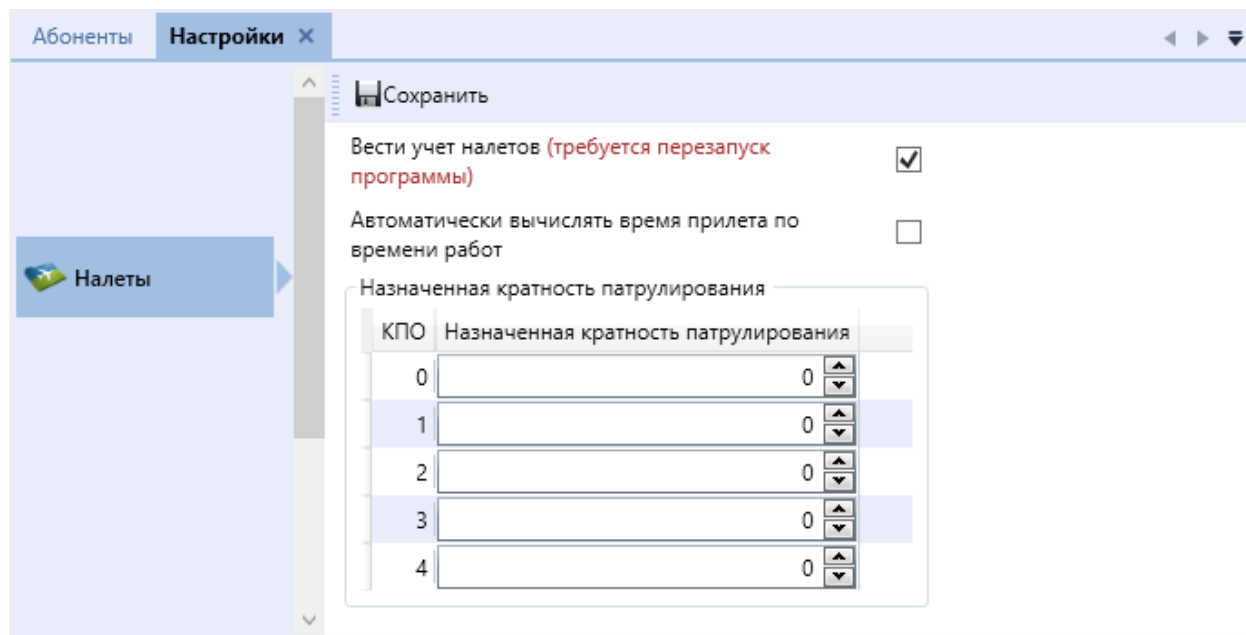 Абоненты
Настройки
Сохранить
Вести учет налетов (требуется перезапуск
программы)
Автоматически вычислять время прилета по
времени работ
Налеты
Назначенная кратность патрулирования
КПО Назначенная кратность патрулирования
0 0
1 0
2 0
3 0
4 0